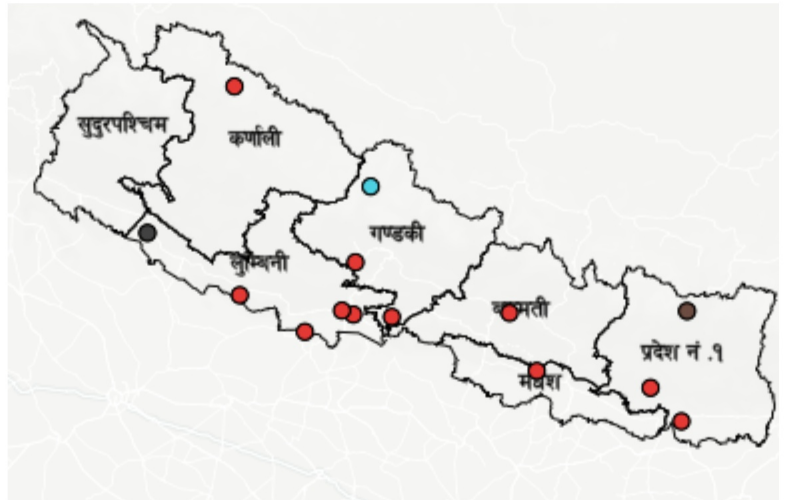 सुदुरपश्चिम
कर्णाली
गण्डकी
लुम्बिनी
प्रदेश नं .१